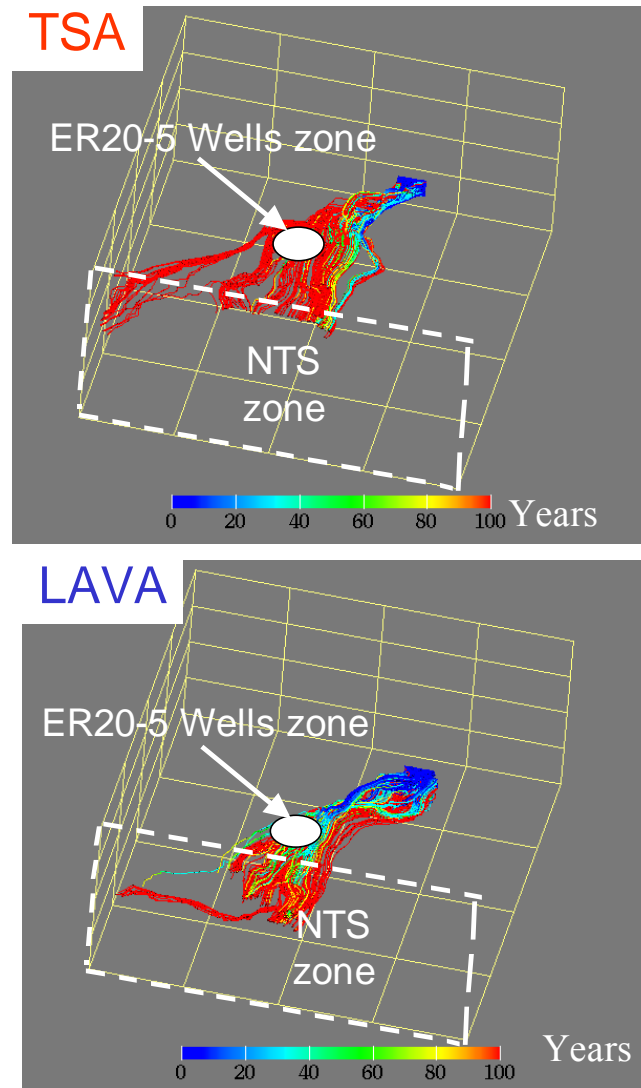 TSA
ER20-5 Wells zone
NTS
zone
0 20 40 60 80 100 Years
LAVA
ER20-5 Wells zone
NTS
zone
Years
0 20 40 60 80 100